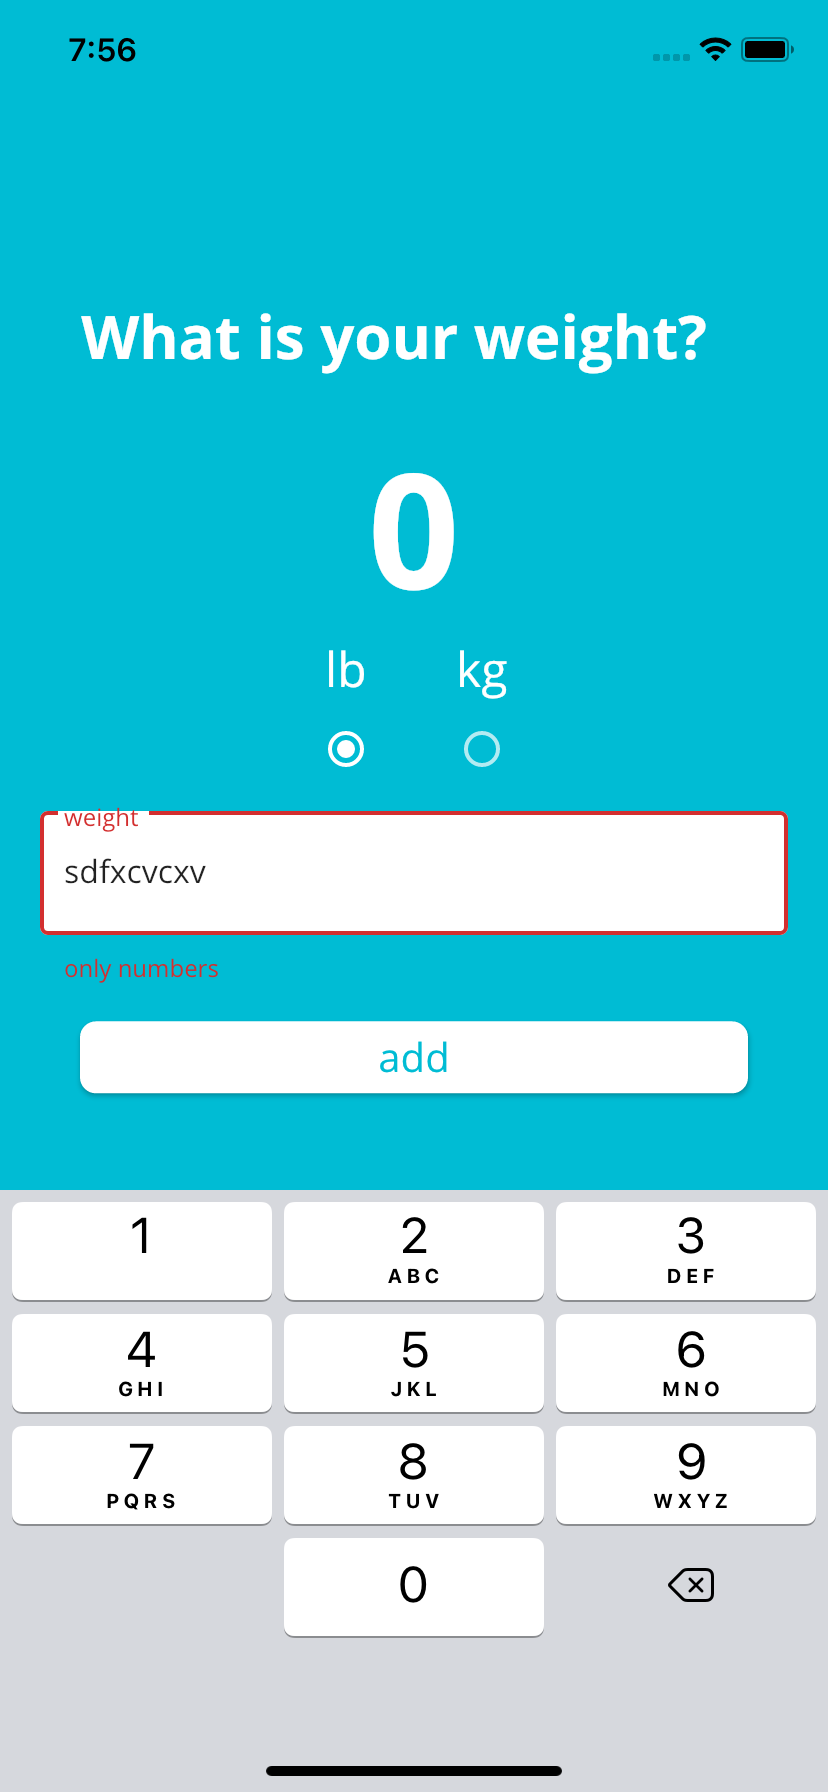 7:56
What is your weight?
0
lb kg
weight
sdfxcvcxv
only numbers
add
1 2 3
ABC DEF
4 5 6
GHI JKL MNO
7 8 9
PQRS TUV WXYZ
0